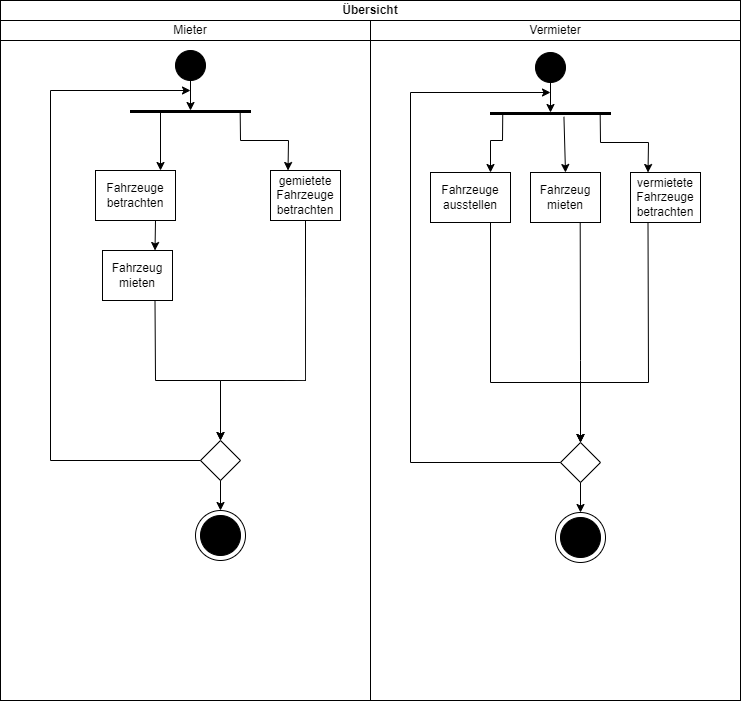 Übersicht
Mieter
Vermieter
Fahrzeuge
betrachten
gemietete
Fahrzeuge
betrachten
Fahrzeug
mieten
Fahrzeuge
ausstellen
Fahrzeug
mieten
vermietete
Fahrzeuge
betrachten